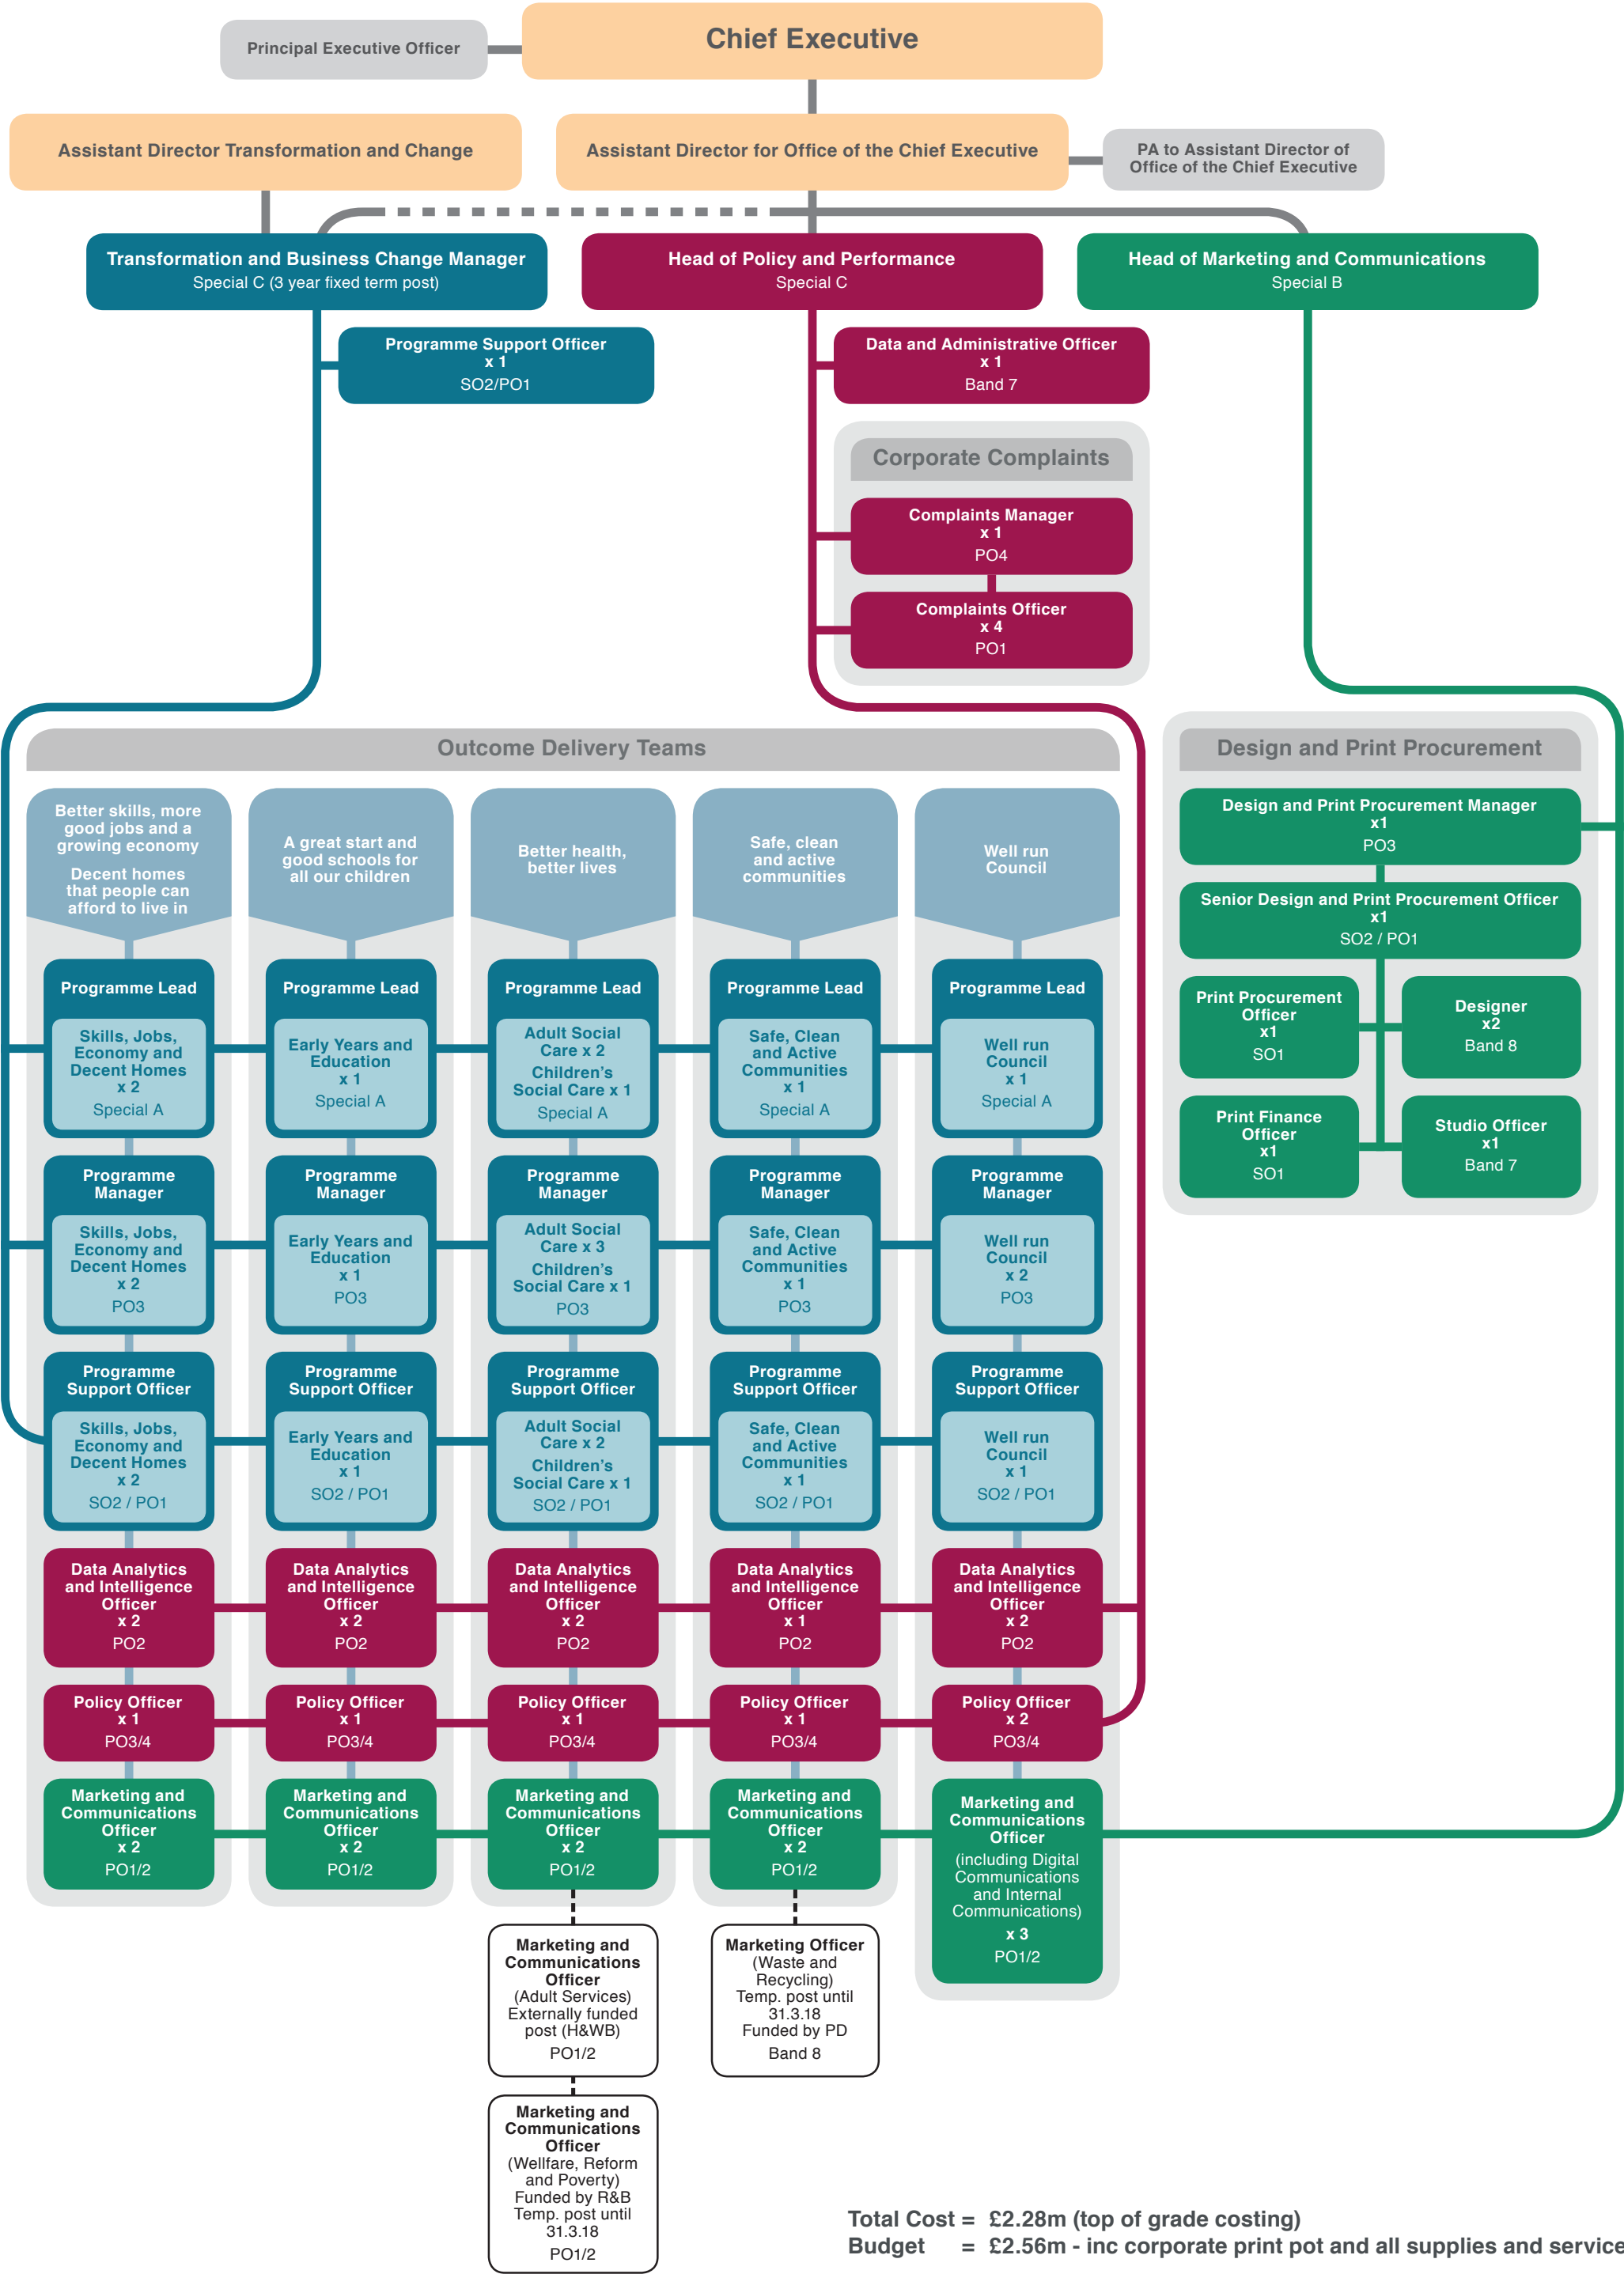 Principal Executive Officer
Chief Executive
Assistant Director Transformation and Change
Assistant Director for Office of the Chief Executive
PA to Assistant Director of
Office of the Chief Executive
Transformation and Business Change Manager
Special C (3 year fixed term post)
Head of Policy and Performance
Special C
Head of Marketing and Communications
Special B
Programme Support Officer
x 1
SO2/PO1
Data and Administrative Officer
x 1
Band 7
Corporate Complaints
Complaints Manager
x 1
PO4
Complaints Officer
x 4
PO1
Outcome Delivery Teams
Better skills, more
good jobs and a
growing economy
Decent homes
that people can
afford to live in
A great start and
good schools for
all our children
Better health,
better lives
Safe, clean
and active
communities
Well run
Council
Programme Lead
Skills, Jobs,
Economy and
Decent Homes
x 2
Special A
Programme Lead
Early Years and
Education
x 1
Special A
Programme Lead
Adult Social
Care x 2
Children's
Social Care x 1
Special A
Programme Lead
Safe, Clean
and Active
Communities
x 1
Special A
Programme Lead
Well run
Council
x 1
Special A
Programme
Manager
Skills, Jobs,
Economy and
Decent Homes
x 2
PO3
Programme
Manager
Early Years and
Education
x 1
PO3
Programme
Manager
Adult Social
Care x 3
Children's
Social Care x 1
PO3
Programme
Manager
Safe, Clean
and Active
Communities
x 1
PO3
Programme
Manager
Well run
Council
x 2
PO3
Programme
Support Officer
Skills, Jobs,
Economy and
Decent Homes
x 2
SO2 / PO1
Programme
Support Officer
Early Years and
Education
x 1
SO2 / PO1
Programme
Support Officer
Adult Social
Care x 2
Children's
Social Care x 1
SO2 / PO1
Programme
Support Officer
Safe, Clean
and Active
Communities
x 1
SO2 / PO1
Programme
Support Officer
Well run
Council
x 1
SO2 / PO1
Data Analytics
and Intelligence
Officer
x 2
PO2
Data Analytics
and Intelligence
Officer
x 2
PO2
Data Analytics
and Intelligence
Officer
x 2
PO2
Data Analytics
and Intelligence
Officer
x 1
PO2
Data Analytics
and Intelligence
Officer
x 2
PO2
Policy Officer
x 1
PO3/4
Policy Officer
x 1
PO3/4
Policy Officer
x 1
PO3/4
Policy Officer
x 1
PO3/4
Policy Officer
x 2
PO3/4
Marketing and
Communications
Officer
x 2
PO1/2
Marketing and
Communications
Officer
x 2
PO1/2
Marketing and
Communications
Officer
x 2
PO1/2
Marketing and
Communications
Officer
x 2
PO1/2
Marketing and
Communications
Officer
(including Digital
Communications
and Internal
Communications)
x 3
PO1/2
Marketing and
Communications
Officer
(Adult Services)
Externally funded
post (H&WB)
PO1/2
Marketing Officer
(Waste and
Recycling)
Temp. post until
31.3.18
Funded by PD
Band 8
Marketing and
Communications
Officer
(Wellfare, Reform
and Poverty)
Funded by R&B
Temp. post until
31.3.18
PO1/2
Design and Print Procurement
Design and Print Procurement Manager
x1
PO3
Senior Design and Print Procurement Officer
x1
SO2 / PO1
Print Procurement
Officer
x1
SO1
Designer
x2
Band 8
Print Finance
Officer
x1
SO1
Studio Officer
x1
Band 7
Total Cost = £2.28m (top of grade costing)
Budget = £2.56m - inc corporate print pot and all supplies and service